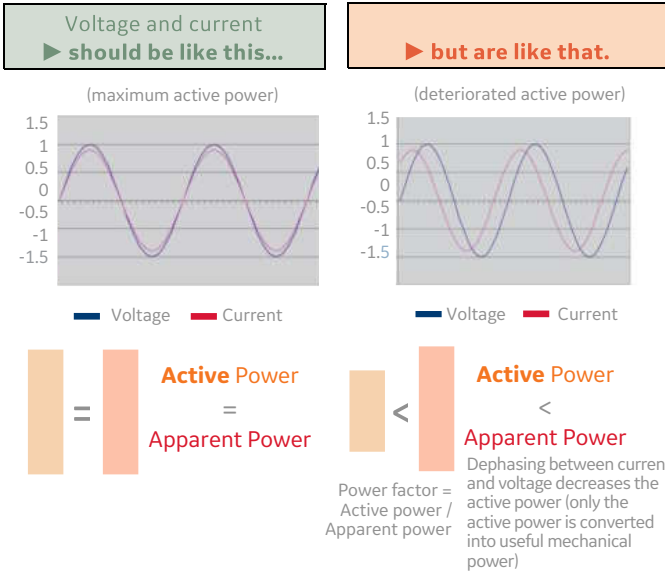 Voltage and current
▶ should be like this...
▶ but are like that.
(maximum active power)
1.5
1
0.5
0
-0.5
-1
-1.5
Voltage
Current
(deteriorated active power)
1.5
1
0.5
0
-0.5
-1
-1.5
Voltage
Current
=
Active Power
=
Apparent Power
<
Active Power
<
Apparent Power
Power factor =
Active power /
Apparent power
Dephasing between curren
and voltage decreases the
active power (only the
active power is converted
into useful mechanical
power)